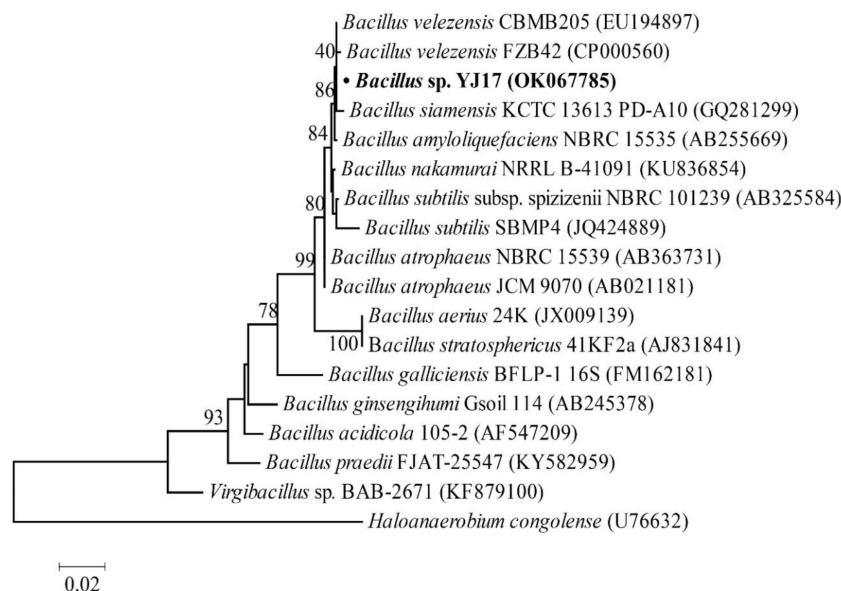 Bacillus velezensis CBMB205 (EU194897)
40 Bacillus velezensis FZB42 (CP000560)
• Bacillus sp. YJ17 (OK067785)
86
Bacillus siamensis KCTC 13613 PD-A10 (GQ281299)
84 Bacillus amyloliquefaciens NBRC 15535 (AB255669)
Bacillus nakamurai NRRL B-41091 (KU836854)
80 Bacillus subtilis subsp. spizizenii NBRC 101239 (AB325584)
Bacillus subtilis SBMP4 (JQ424889)
99 Bacillus atrophaeus NBRC 15539 (AB363731)
Bacillus atrophaeus JCM 9070 (AB021181)
78 Bacillus aerius 24K (JX009139)
100 Bacillus stratosphericus 41KF2a (AJ831841)
Bacillus galliciensis BFLP-1 16S (FM162181)
Bacillus ginsengihumi Gsoil 114 (AB245378)
93 Bacillus acidicola 105-2 (AF547209)
Bacillus praedii FJAT-25547 (KY582959)
Virgibacillus sp. BAB-2671 (KF879100)
Haloanaerobium congolense (U76632)
0.02